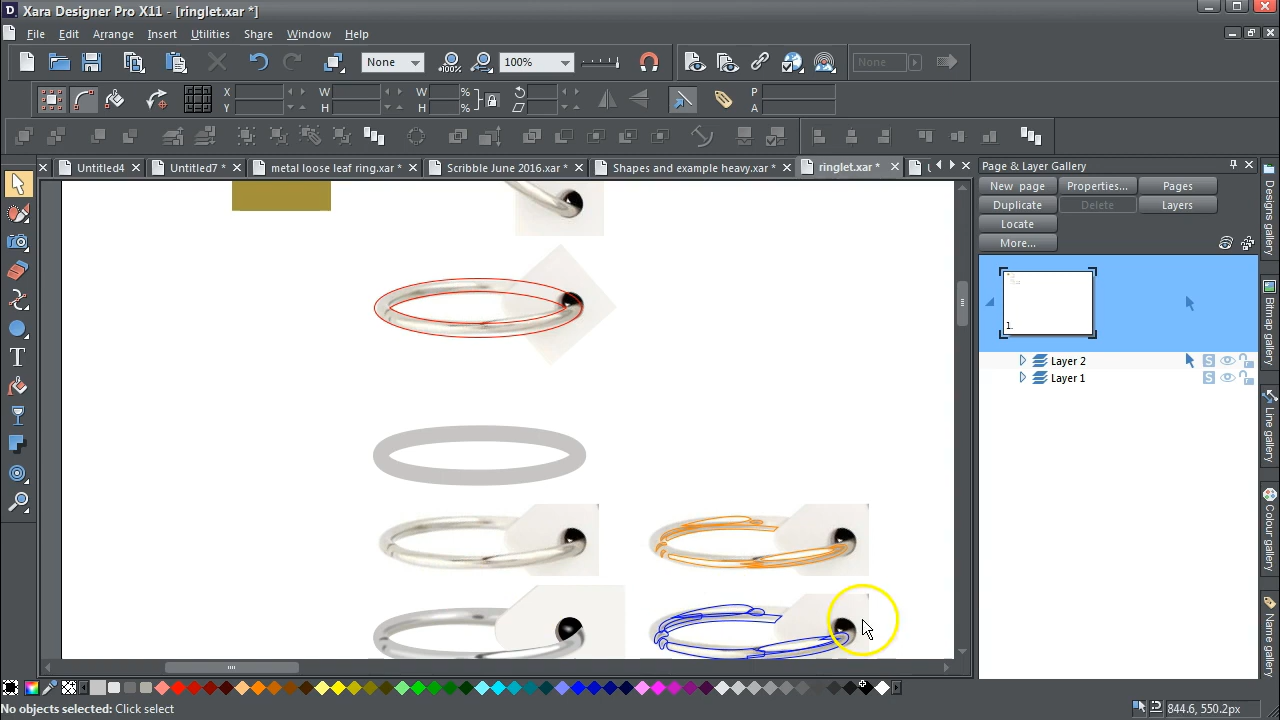 Xara Designer Pro X11 - [ringlet.xar *]
File Edit Arrange Insert Utilities Share Window Help
None 100% 100% None
X W % P
Y H % A
Untitled4 Untitled7 * metal loose leaf ring.xar * Scribble June 2016.xar * Shapes and example heavy.xar * ringlet.xar *
Page & Layer Gallery
New page Properties... Pages
Duplicate Delete Layers
Locate
More...
1.
Layer 2
Layer 1
Designs gallery
Bitmap gallery
Line gallery
Colour gallery
Name gallery
No objects selected: Click select
844.6, 550.2px